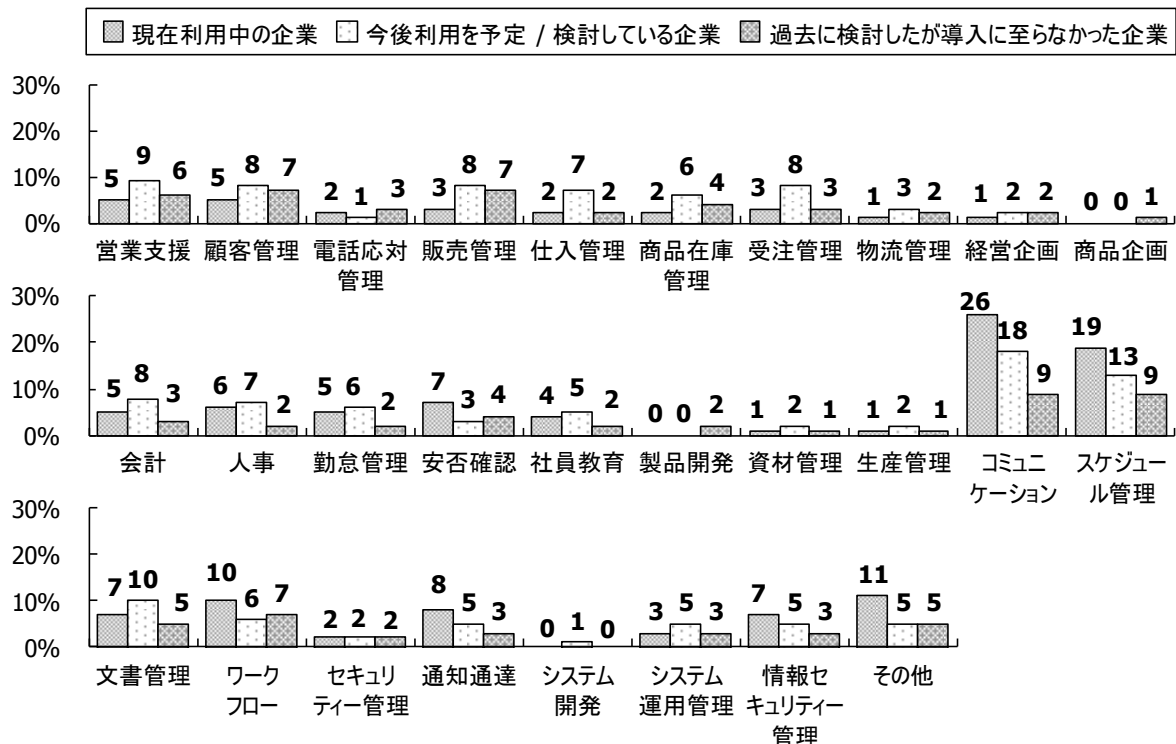 現在利用中の企業 今後利用を予定 / 検討している企業 過去に検討したが導入に至らなかった企業
30%
20%
10%
0%
5 9 6 5 8 7 2 1 3 3 8 7 2 7 2 2 6 4 3 8 3 1 3 2 1 2 2 0 0 1
営業支援 顧客管理 電話応対 販売管理 仕入管理 商品在庫 受注管理 物流管理 経営企画 商品企画
管理 管理
30%
20%
10%
0%
5 8 3 6 7 2 5 6 2 7 3 4 4 5 2 0 0 2 1 2 1 1 2 1 26 18 9 19 13 9
会計 人事 勤怠管理 安否確認 社員教育 製品開発 資材管理 生産管理 コミュニ スケジュー
ケーション ル管理
30%
20%
10%
0%
7 10 5 10 6 7 2 2 2 8 5 3 0 1 0 3 5 3 7 5 3 11 5 5
文書管理 ワーク セキュリ 通知通達 システム システム 情報セ その他
フロー ティー管理 開発 運用管理 キュリティー
管理